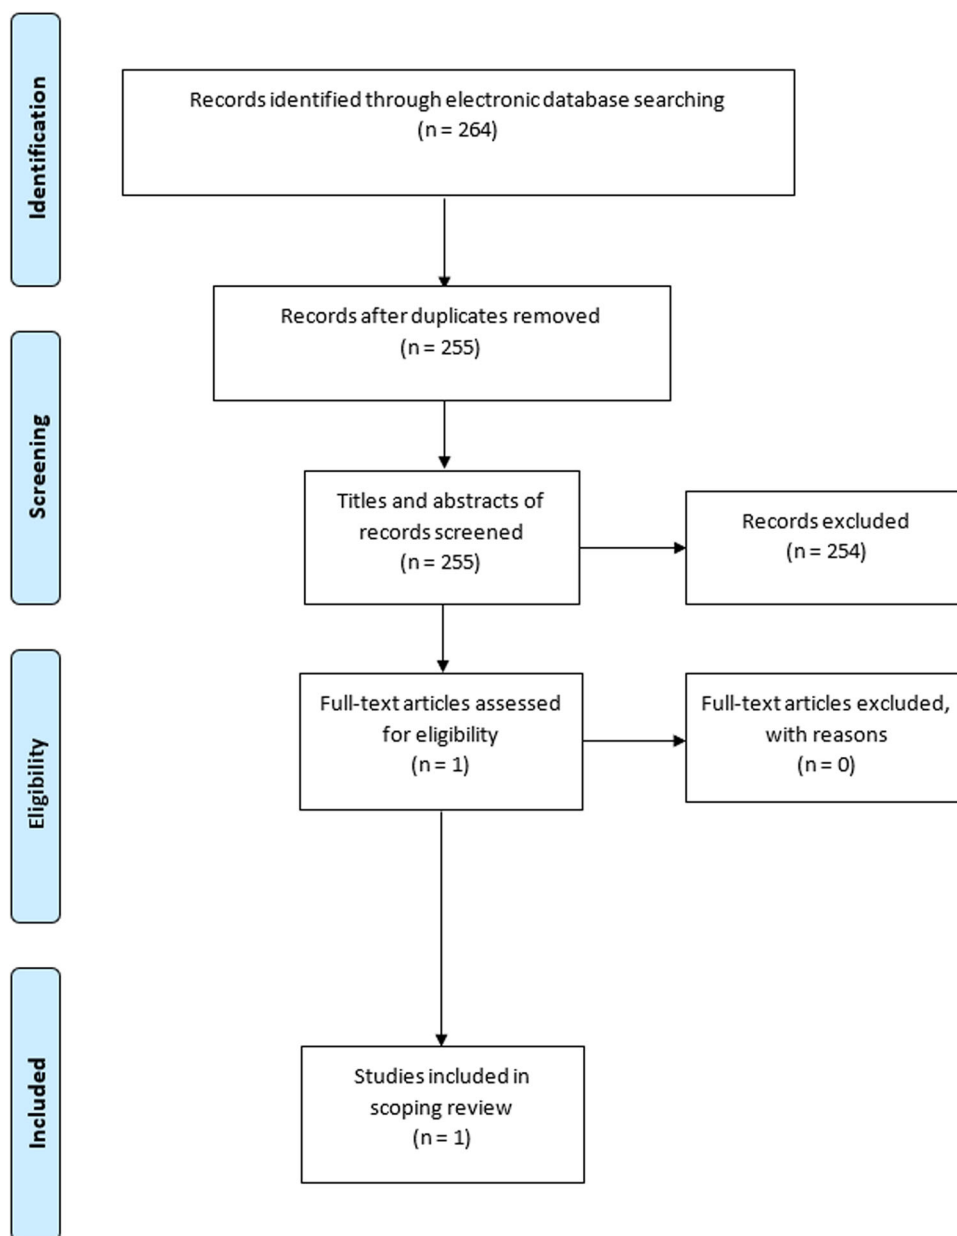 Identification
Records identified through electronic database searching
(n = 264)
Records after duplicates removed
(n = 255)
Screening
Titles and abstracts of
records screened
(n = 255)
Records excluded
(n = 254)
Eligibility
Full-text articles assessed
for eligibility
(n = 1)
Full-text articles excluded,
with reasons
(n = 0)
Included
Studies included in
scoping review
(n = 1)